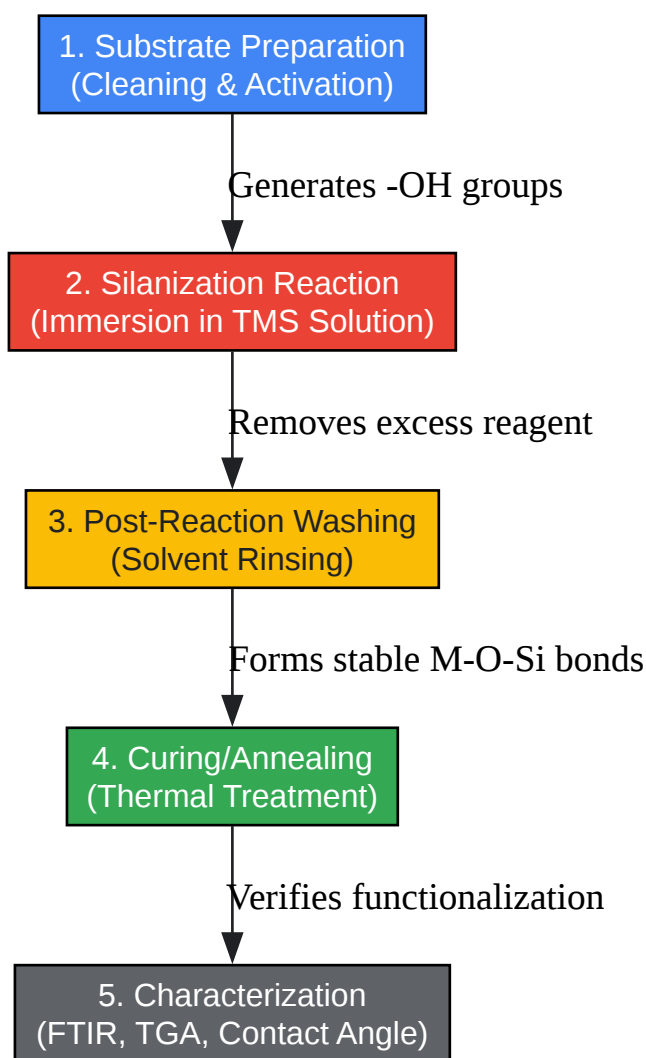 1. Substrate Preparation
(Cleaning & Activation)
Generates -OH groups
2. Silanization Reaction
(Immersion in TMS Solution)
Removes excess reagent
3. Post-Reaction Washing
(Solvent Rinsing)
Forms stable M-O-Si bonds
4. Curing/Annealing
(Thermal Treatment)
Verifies functionalization
5. Characterization
(FTIR, TGA, Contact Angle)